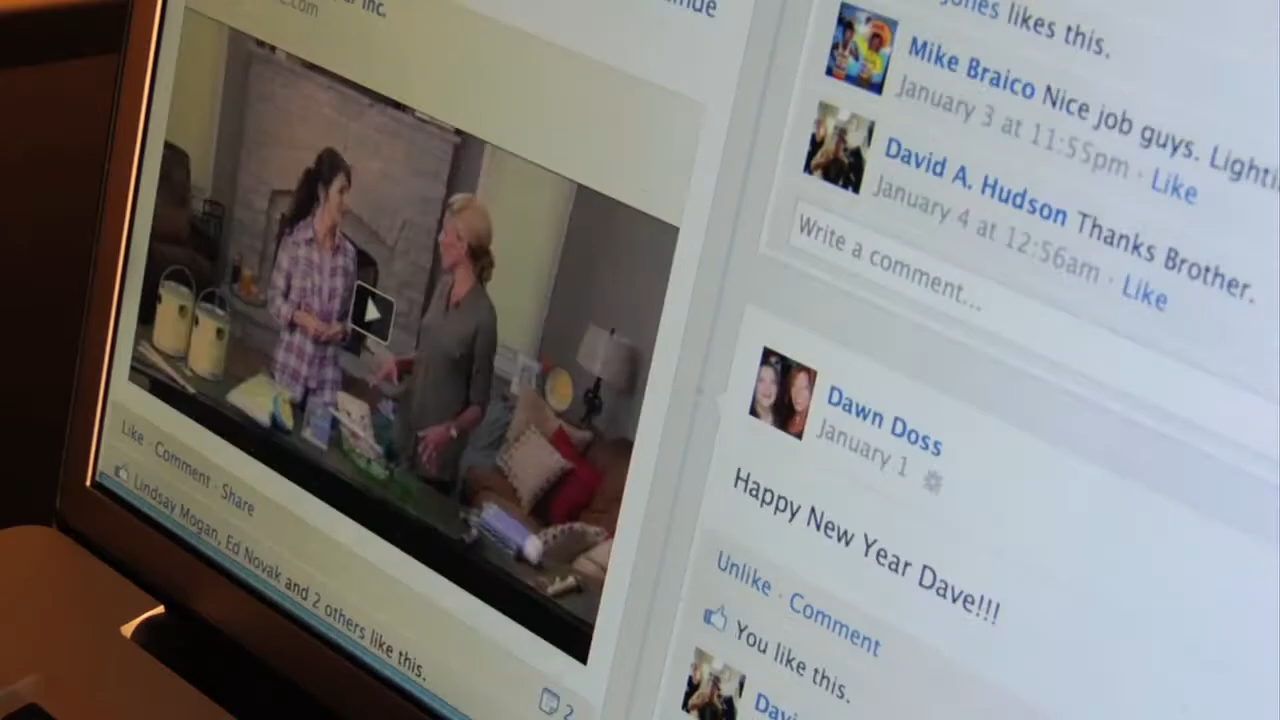 Inc.
.com
Like · Comment · Share
Lindsay Mogan, Ed Novak and 2 others like this.
2
likes this.
Mike Braico Nice job guys.
January 3 at 11:55pm · Like
David A. Hudson Thanks Brother.
January 4 at 12:56am · Like
Write a comment...
Dawn Doss
January 1
Happy New Year Dave!!!
Unlike · Comment
You like this.